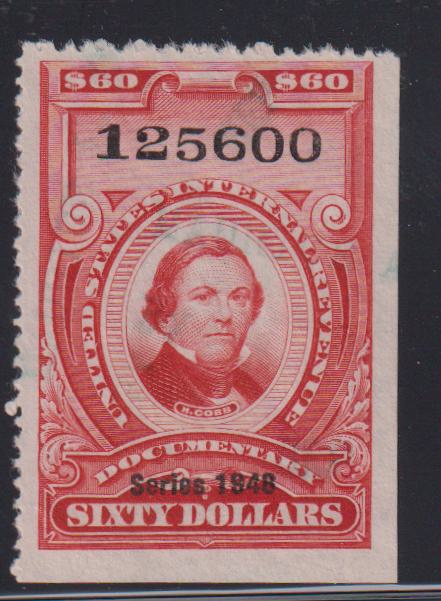 $60 $60
125600
UNITED STATES INTERNAL REVENUE
H. COBB
DOCUMENTARY
Series 1948
SIXTY DOLLARS